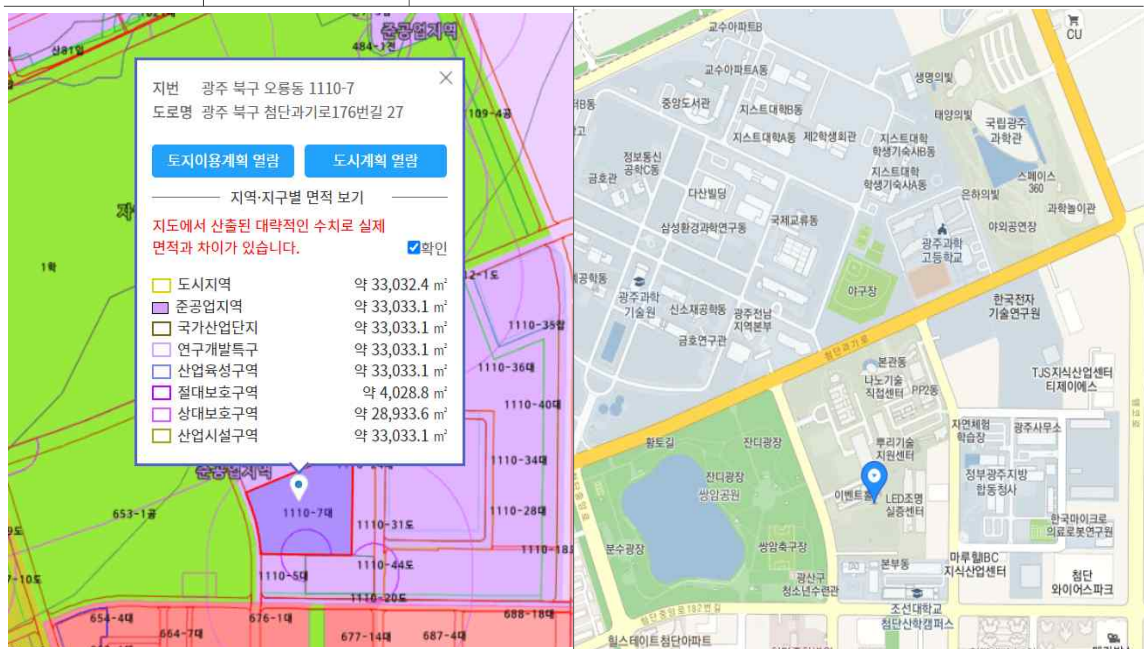 산81임
준공업지역
484-1전
109-4공
지번 광주 북구 오룡동 1110-7
도로명 광주 북구 첨단과기로176번길 27
토지이용계획 열람
도시계획 열람
지역·지구별 면적 보기
지도에서 산출된 대략적인 수치로 실제
면적과 차이가 있습니다.
확인
도시지역 약 33,032.4 ㎡
준공업지역 약 33,033.1 ㎡
국가산업단지 약 33,033.1 ㎡
연구개발특구 약 33,033.1 ㎡
산업육성구역 약 33,033.1 ㎡
절대보호구역 약 4,028.8 ㎡
상대보호구역 약 28,933.6 ㎡
산업시설구역 약 33,033.1 ㎡
1학
12-1도
1110-35잡
1110-36대
1110-40대
1110-34대
1110-28대
준공업지역
653-1공
1110-7대
1110-31도
1110-44도
1110-5대
1110-20도
7-10도
654-4대
664-7대
676-1대
677-14대
687-4대
688-18대
교수아파트B
CU
교수아파트A동
생명의빛
중앙도서관
지스트대학B동
태양의빛
국립광주
과학관
지스트대학A동
제2학생회관
지스트대학
학생기숙사B동
정보통신
공학C동
금호관
다산빌딩
지스트대학
학생기숙사A동
스페이스
360
은하의빛
과학놀이관
삼성환경과학연구동
국제교류동
야외공연장
광주과학
고등학교
광주과학
기술원
신소재공학동
광주전남
지역본부
야구장
한국전자
기술연구원
금호연구관
첨단과기로
본관동
나노기술
직접센터
PP2동
TJS지식산업센터
티제이에스
황토길
잔디광장
자연체험
학습장
광주사무소
뿌리기술
지원센터
잔디광장
쌍암공원
정부광주지방
합동청사
이벤트홀
LED조명
실증센터
분수광장
쌍암축구장
한국마이크로
의료로봇연구원
광산구
청소년수련관
본부동
마루힐IBC
지식산업센터
첨단
와이어스파크
첨단중앙로182번길
조선대학교
첨단산학캠퍼스
힐스테이트첨단아파트